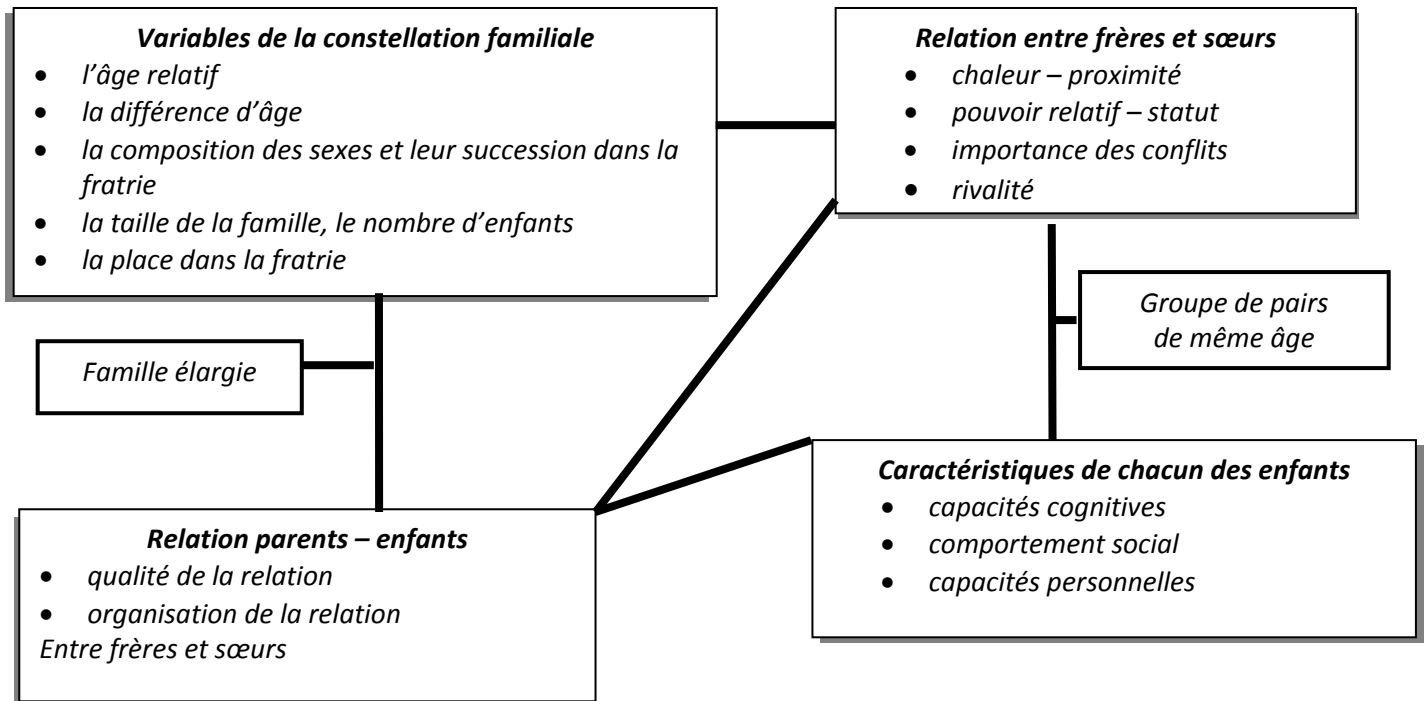 Variables de la constellation familiale
• l’âge relatif
• la différence d’âge
• la composition des sexes et leur succession dans la
fratrie
• la taille de la famille, le nombre d’enfants
• la place dans la fratrie
Relation entre frères et sœurs
• chaleur – proximité
• pouvoir relatif – statut
• importance des conflits
• rivalité
Famille élargie
Groupe de pairs
de même âge
Relation parents – enfants
• qualité de la relation
• organisation de la relation
Entre frères et sœurs
Caractéristiques de chacun des enfants
• capacités cognitives
• comportement social
• capacités personnelles